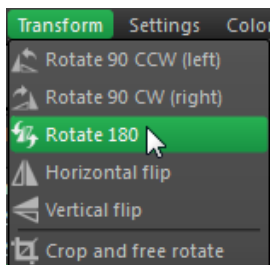 Transform Settings
Rotate 90 CCW (left)
Rotate 90 CW (right)
Rotate 180
Horizontal flip
Vertical flip
Crop and free rotate